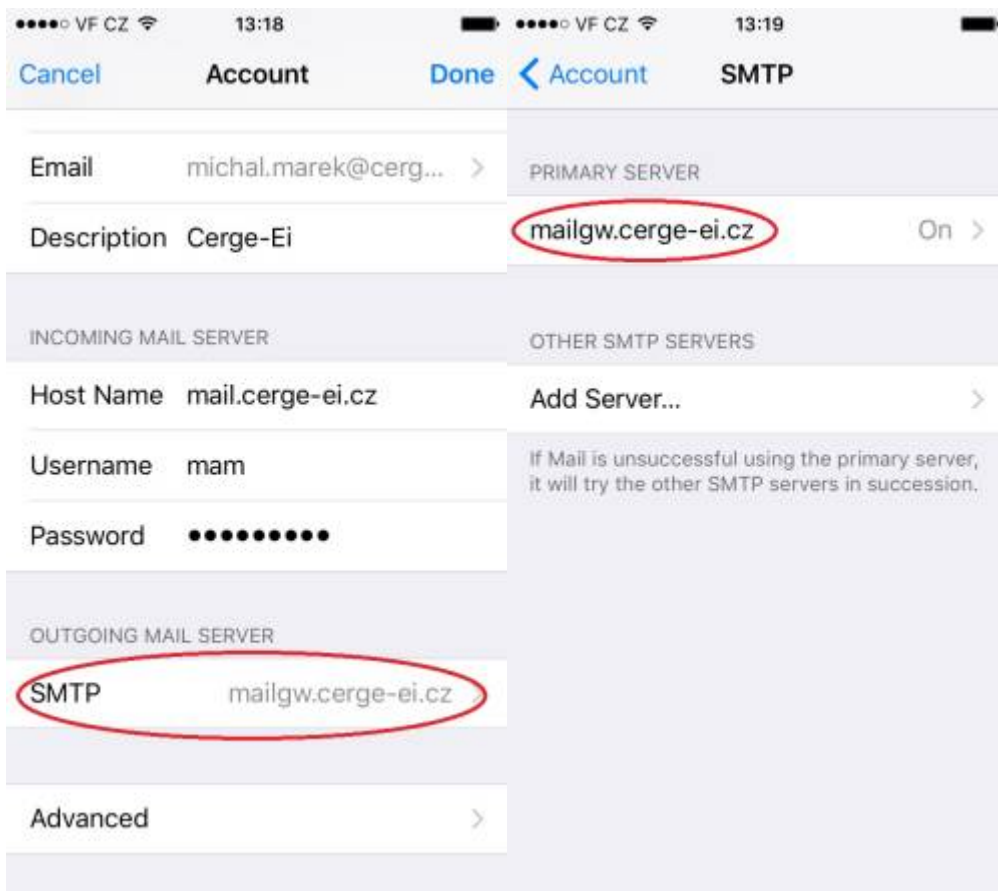 VF CZ 13:18
Cancel Account Done
Email michal.marek@cerg...
Description Cerge-Ei
INCOMING MAIL SERVER
Host Name mail.cerge-ei.cz
Username mam
Password ●●●●●●●●●
OUTGOING MAIL SERVER
SMTP mailgw.cerge-ei.cz
Advanced
VF CZ 13:19
Account SMTP
PRIMARY SERVER
mailgw.cerge-ei.cz On
OTHER SMTP SERVERS
Add Server...
If Mail is unsuccessful using the primary server,
it will try the other SMTP servers in succession.